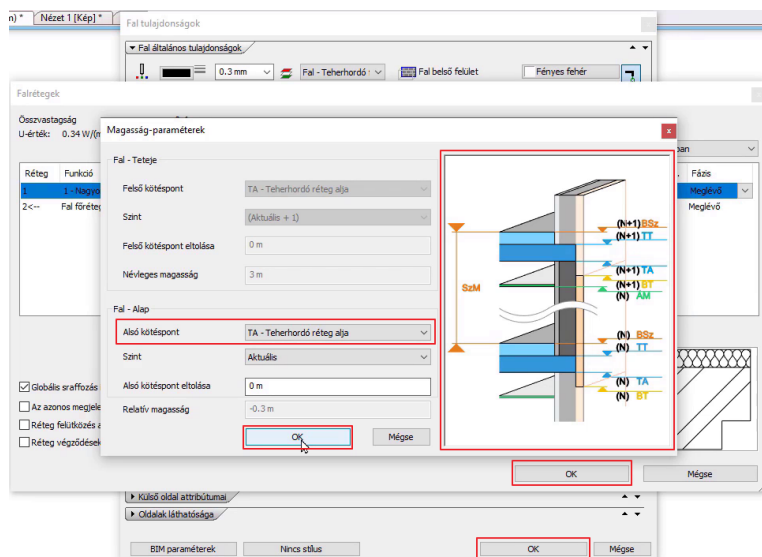 m) * Nézet 1 [Kép] *
Fal tulajdonságok
Fal általános tulajdonságok
0.3 mm Fal - Teherhordó Fal belső felület Fényes fehér
Falrétegek
Összvastagság
U-érték: 0.34 W/(m
Réteg Funkció Fázis
1 1 - Nagyo Meglévő
2<-- Fal főréteg Meglévő
Magasság-paraméterek
Fal - Teteje
Felső kötéspont TA - Teherhordó réteg alja
Szint (Aktuális + 1)
Felső kötéspont eltolása 0 m
Névleges magasság 3 m
Fal - Alap
Alsó kötéspont TA - Teherhordó réteg alja
Szint Aktuális
Alsó kötéspont eltolása 0 m
Relatív magasság -0.3 m
OK Mégse
(N+1) BSz
(N+1) TT
(N+1) TA
(N+1) BT
(N) AM
SzM
(N) BSz
(N) TT
(N) TA
(N) BT
Globális sraffozás
Az azonos megjele
Réteg felütközés a
Réteg végződések
OK Mégse
Külső oldal attribútumai
Oldalak láthatósága
BIM paraméterek Nincs stílus OK Mégse